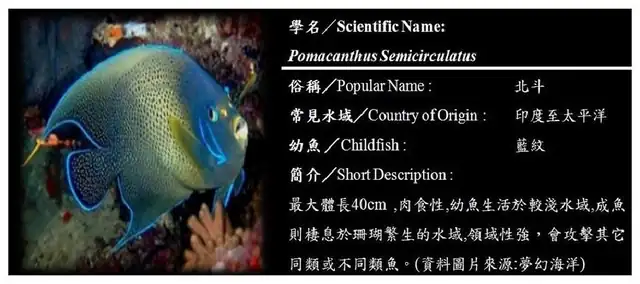 學名／Scientific Name:
Pomacanthus Semicirculatus
俗稱／Popular Name : 北斗
常見水域／Country of Origin : 印度至太平洋
幼魚／Childfish : 藍紋
簡介／Short Description :
最大體長40cm ,肉食性,幼魚生活於較淺水域,成魚
則棲息於珊瑚繁生的水域,領域性強，會攻擊其它
同類或不同類魚。(資料圖片來源:夢幻海洋)